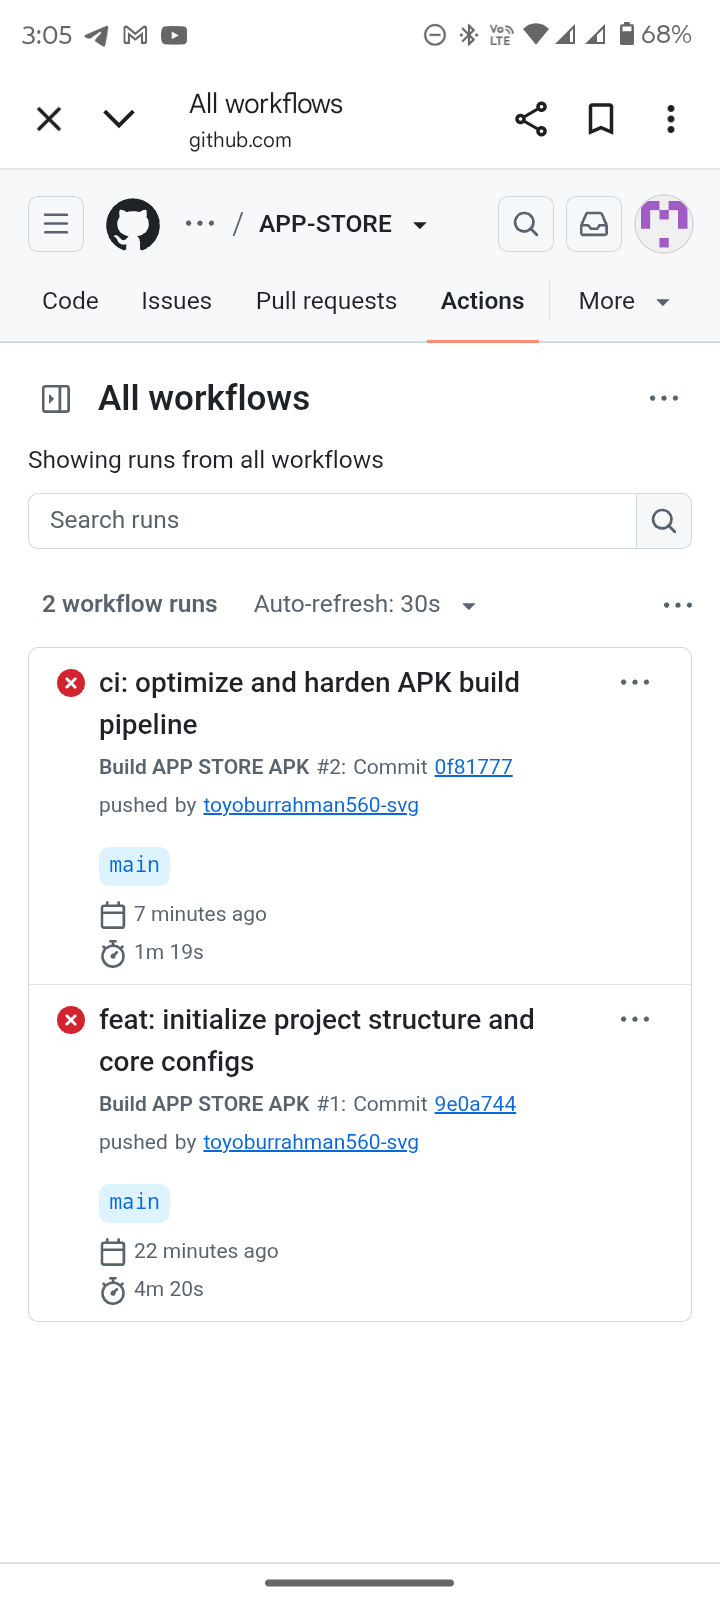 3:05
Vo LTE
68%
All workflows
github.com
/ APP-STORE
Code Issues Pull requests Actions More
All workflows
Showing runs from all workflows
Search runs
2 workflow runs Auto-refresh: 30s
ci: optimize and harden APK build
pipeline
Build APP STORE APK #2: Commit 0f81777
pushed by toyoburrahman560-svg
main
7 minutes ago
1m 19s
feat: initialize project structure and
core configs
Build APP STORE APK #1: Commit 9e0a744
pushed by toyoburrahman560-svg
main
22 minutes ago
4m 20s